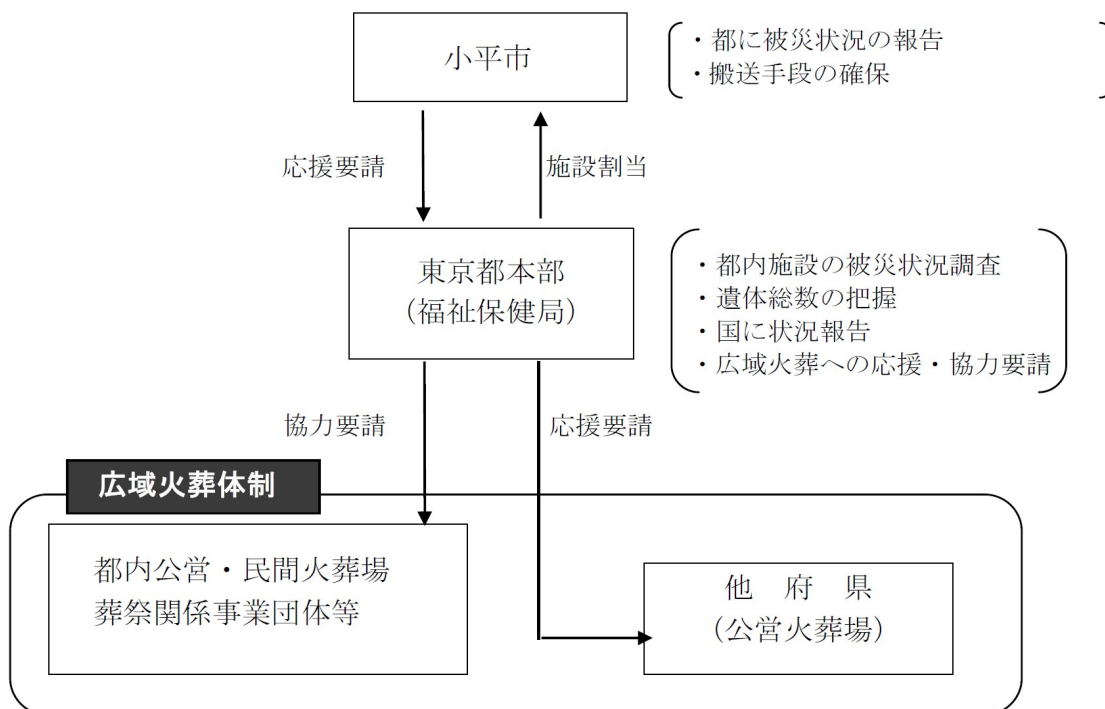 小平市
・都に被災状況の報告
・搬送手段の確保
応援要請
施設割当
東京都本部
(福祉保健局)
・都内施設の被災状況調査
・遺体総数の把握
・国に状況報告
・広域火葬への応援・協力要請
協力要請
応援要請
広域火葬体制
都内公営・民間火葬場
葬祭関係事業団体等
他　府　県
(公営火葬場)